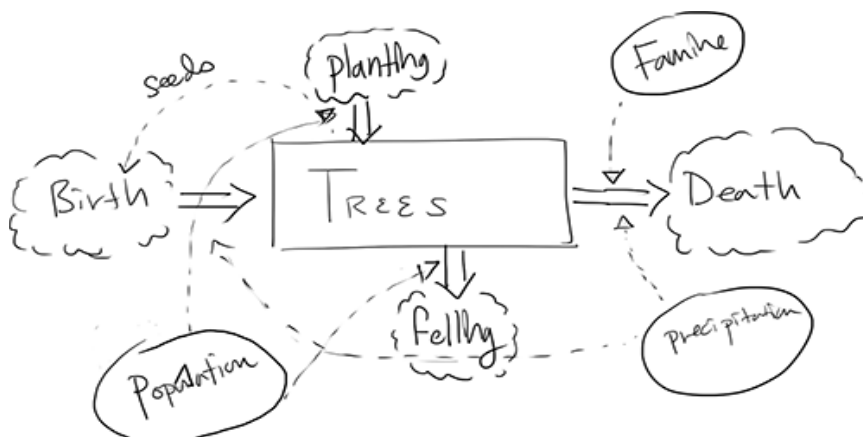 seeds
Planting
Famine
Birth
TREES
Death
Felling
Precipitation
Population